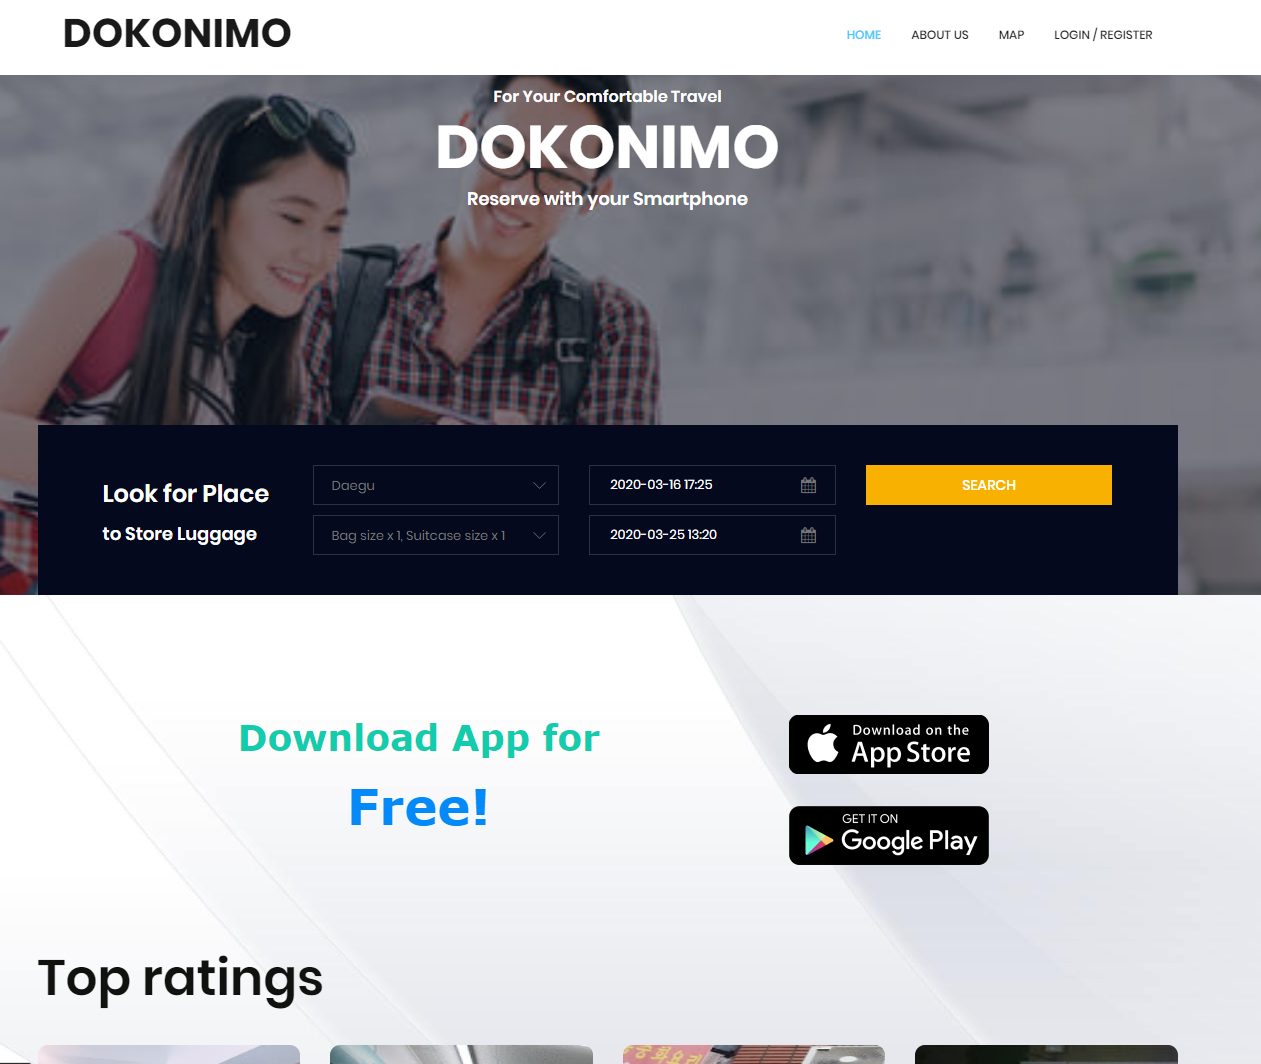 DOKONIMO
HOME ABOUT US MAP LOGIN / REGISTER
For Your Comfortable Travel
DOKONIMO
Reserve with your Smartphone
Look for Place
to Store Luggage
Daegu
2020-03-16 17:25
SEARCH
Bag size x 1, Suitcase size x 1
2020-03-25 13:20
Download App for
Free!
Download on the
App Store
GET IT ON
Google Play
Top ratings